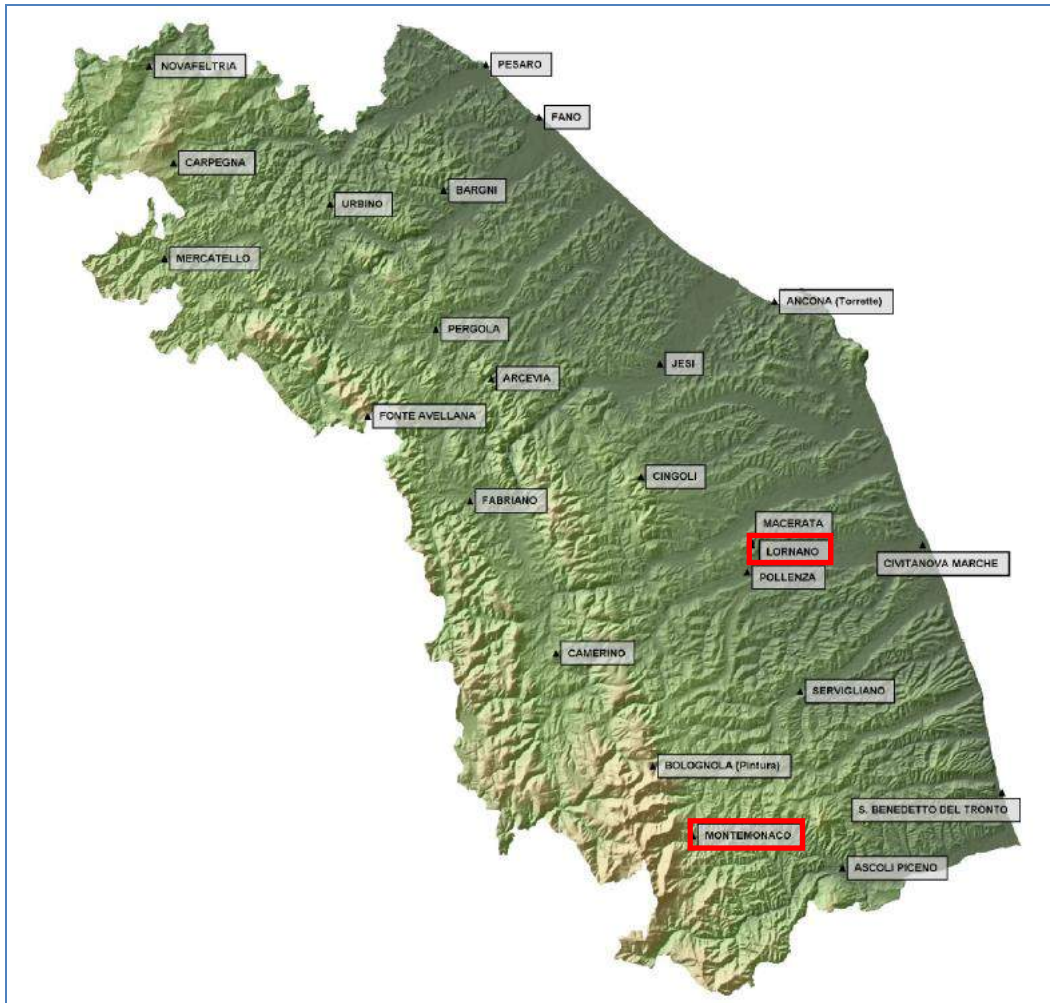 NOVAFELTRIA
PESARO
FANO
CARPEGNA
BARGNI
URBINO
MERCATELLO
ANCONA (Torrette)
PERGOLA
JESI
ARCEVIA
FONTE AVELLANA
CINGOLI
FABRIANO
MACERATA
LORNANO
CIVITANOVA MARCHE
POLLENZA
CAMERINO
SERVIGLIANO
BOLOGNOLA (Pintura)
S. BENEDETTO DEL TRONTO
MONTEMONACO
ASCOLI PICENO